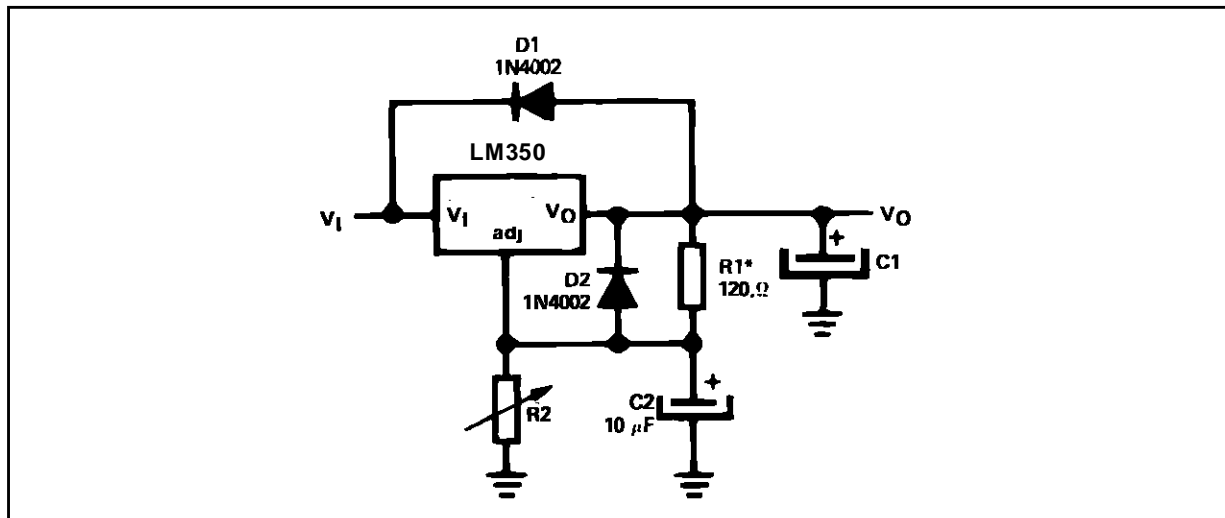 D1
1N4002
LM350
VI
VI
VO
adj
VO
D2
1N4002
R1*
120.Ω
+
C1
R2
+
C2
10 μF